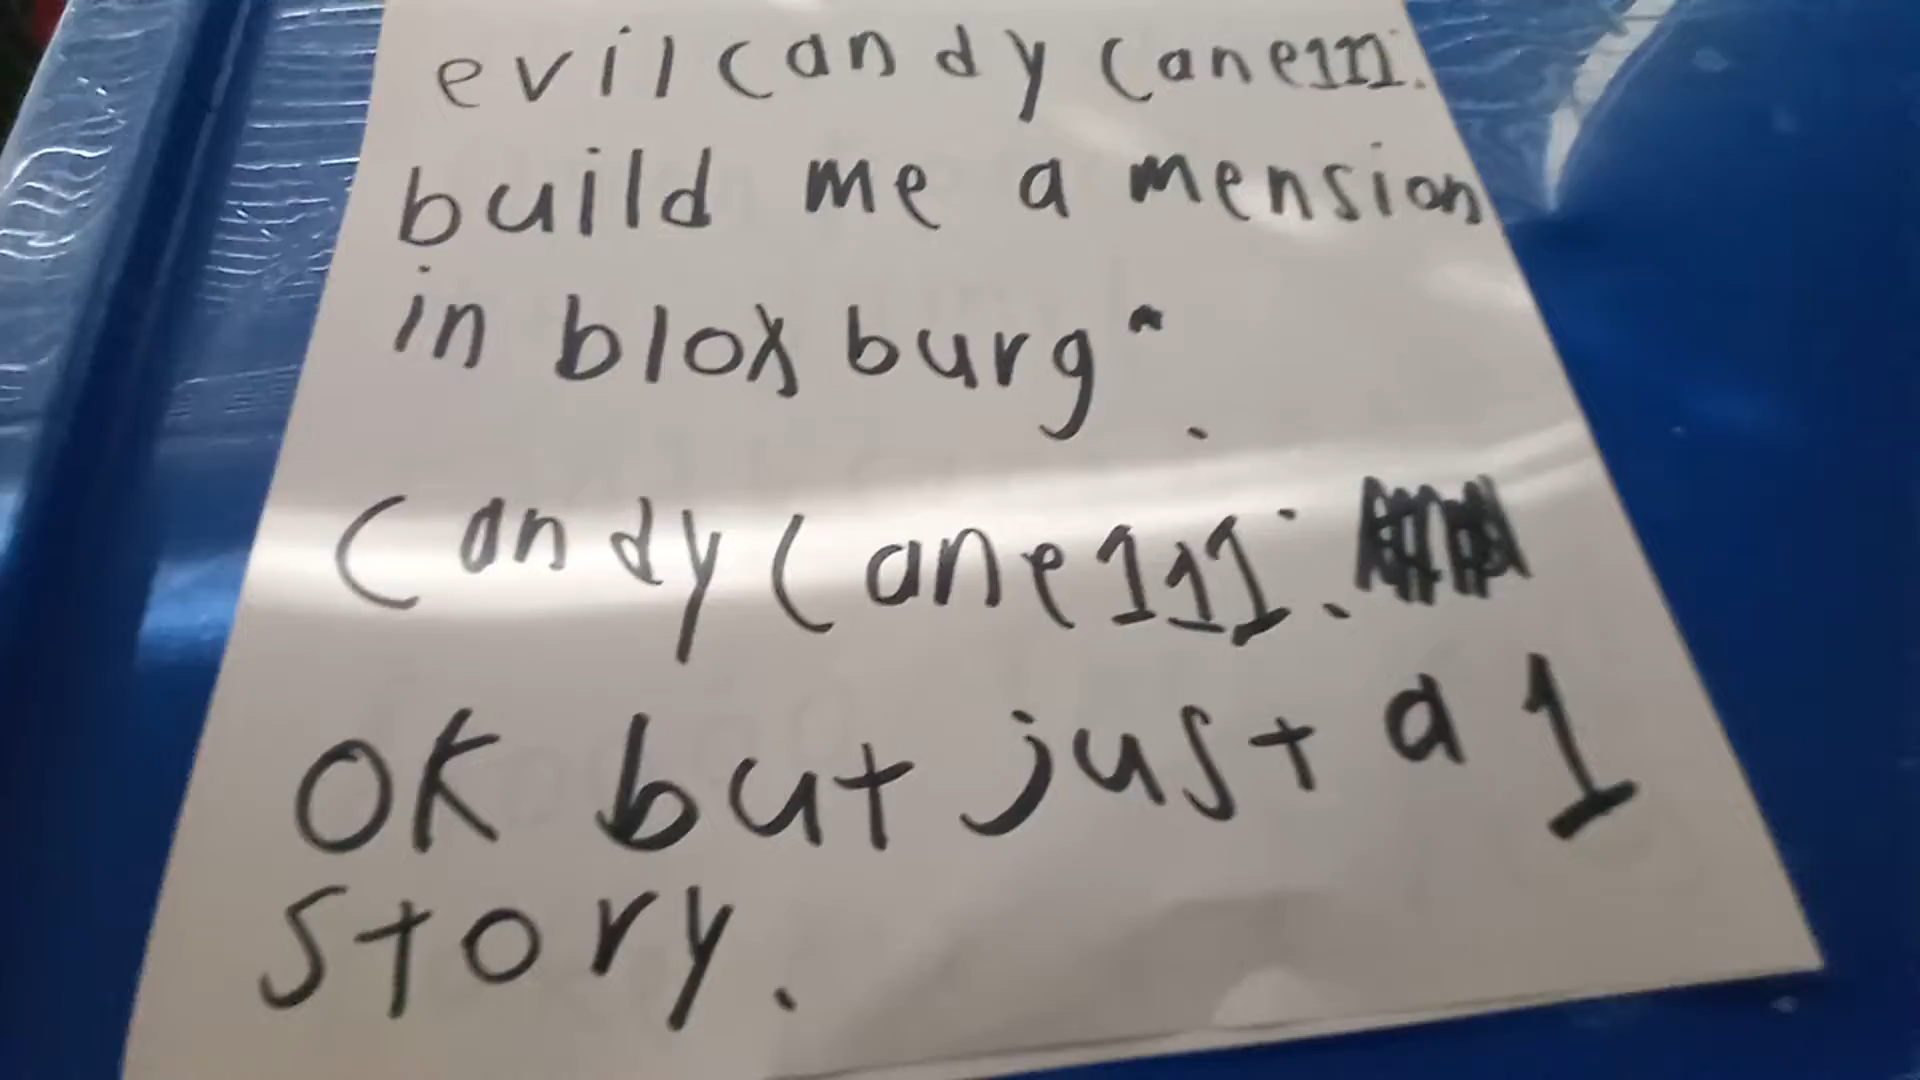 evilcandycane111:
build me a mension
in bloxburg.
candycane111:
OK but just a 1
story.